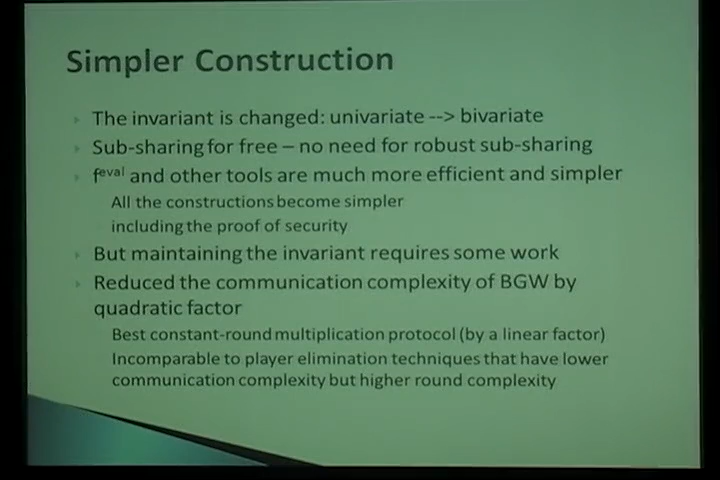 Simpler Construction
The invariant is changed: univariate --> bivariate
Sub-sharing for free – no need for robust sub-sharing
f^eval and other tools are much more efficient and simpler
All the constructions become simpler
including the proof of security
But maintaining the invariant requires some work
Reduced the communication complexity of BGW by
quadratic factor
Best constant-round multiplication protocol (by a linear factor)
Incomparable to player elimination techniques that have lower
communication complexity but higher round complexity